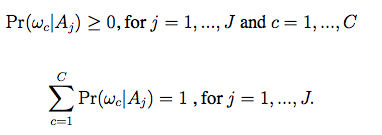 Pr(ω_c|A_j) ≥ 0, for j = 1, ..., J and c = 1, ..., C
∑_{c=1}^{C} Pr(ω_c|A_j) = 1 , for j = 1, ..., J.